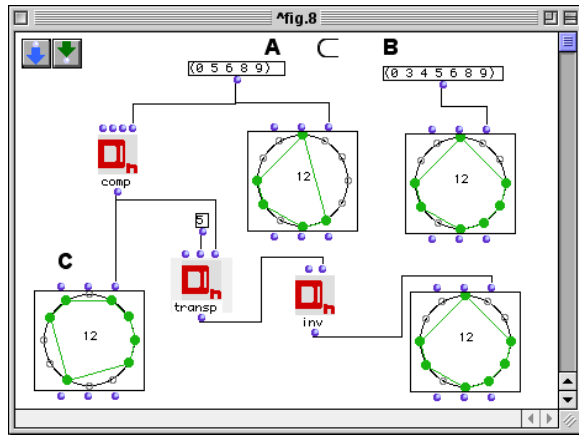 ^fig.8
A ⊂ B
(0 5 6 8 9)
(0 3 4 5 6 8 9)
12
12
n
comp
5
C
n
transp
n
inv
12
12